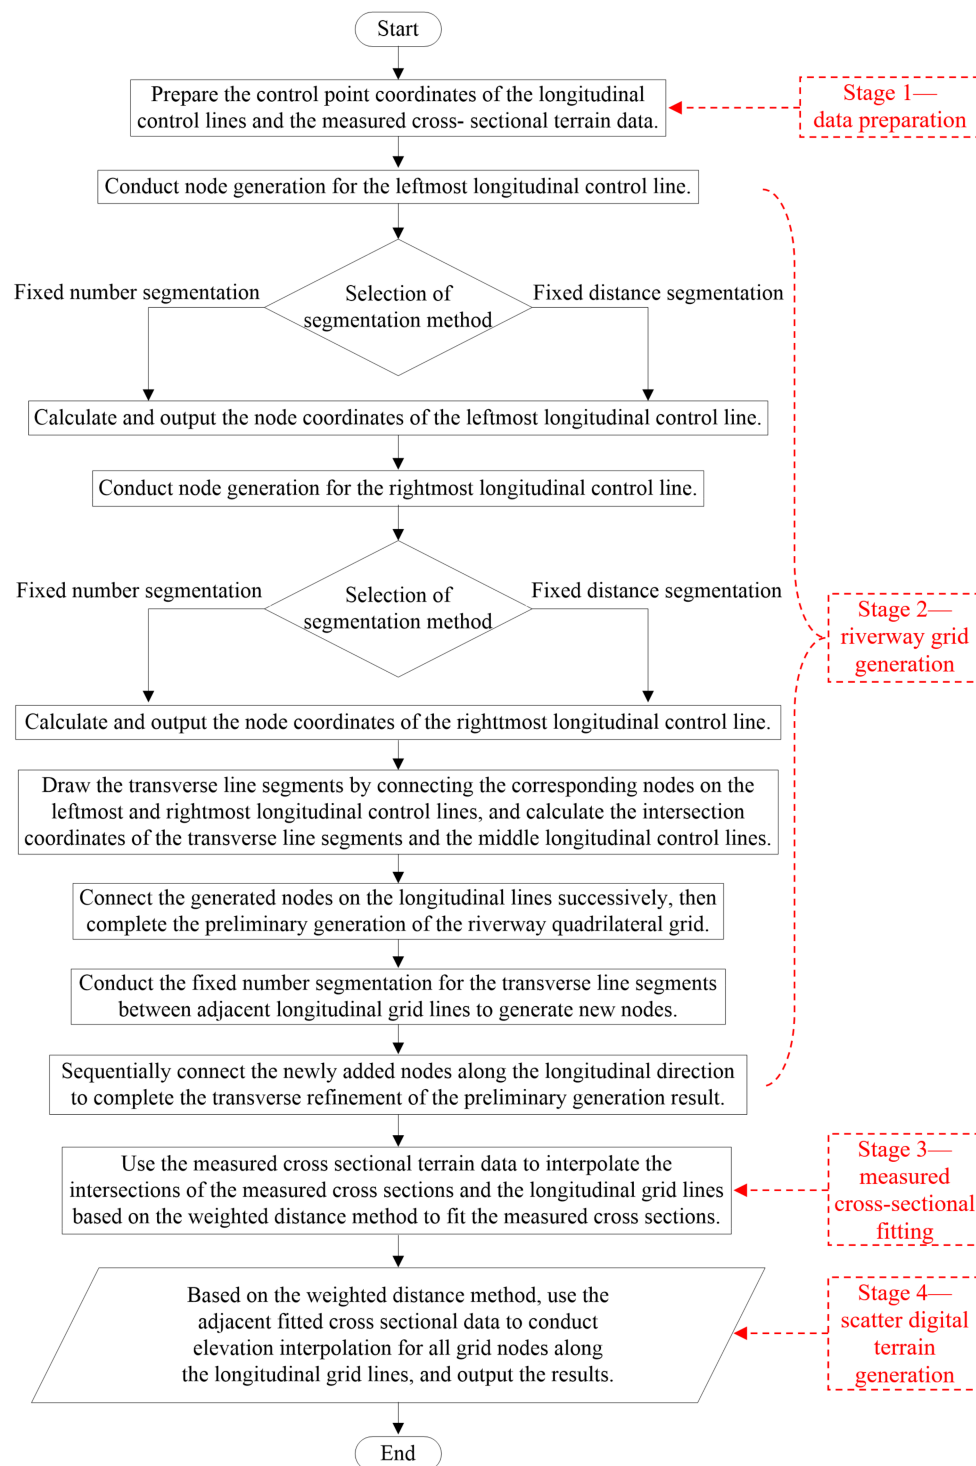 Start
Prepare the control point coordinates of the longitudinal
control lines and the measured cross- sectional terrain data.
Stage 1—
data preparation
Conduct node generation for the leftmost longitudinal control line.
Fixed number segmentation
Selection of
segmentation method
Fixed distance segmentation
Calculate and output the node coordinates of the leftmost longitudinal control line.
Conduct node generation for the rightmost longitudinal control line.
Fixed number segmentation
Selection of
segmentation method
Fixed distance segmentation
Stage 2—
riverway grid
generation
Calculate and output the node coordinates of the righttmost longitudinal control line.
Draw the transverse line segments by connecting the corresponding nodes on the
leftmost and rightmost longitudinal control lines, and calculate the intersection
coordinates of the transverse line segments and the middle longitudinal control lines.
Connect the generated nodes on the longitudinal lines successively, then
complete the preliminary generation of the riverway quadrilateral grid.
Conduct the fixed number segmentation for the transverse line segments
between adjacent longitudinal grid lines to generate new nodes.
Sequentially connect the newly added nodes along the longitudinal direction
to complete the transverse refinement of the preliminary generation result.
Use the measured cross sectional terrain data to interpolate the
intersections of the measured cross sections and the longitudinal grid lines
based on the weighted distance method to fit the measured cross sections.
Stage 3—
measured
cross-sectional
fitting
Based on the weighted distance method, use the
adjacent fitted cross sectional data to conduct
elevation interpolation for all grid nodes along
the longitudinal grid lines, and output the results.
Stage 4—
scatter digital
terrain
generation
End